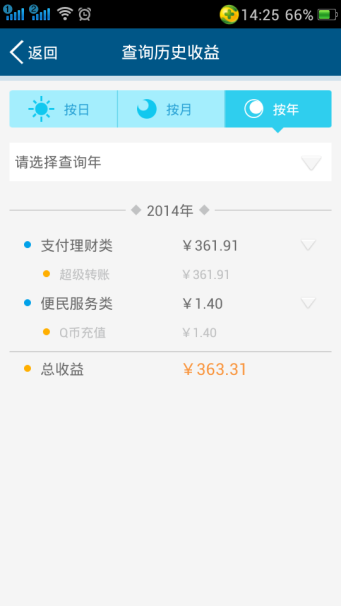 1 2 14:25 66%
返回 查询历史收益
按日 按月 按年
请选择查询年
2014年
支付理财类 ￥361.91
超级转账 ￥361.91
便民服务类 ￥1.40
Q币充值 ￥1.40
总收益 ￥363.31